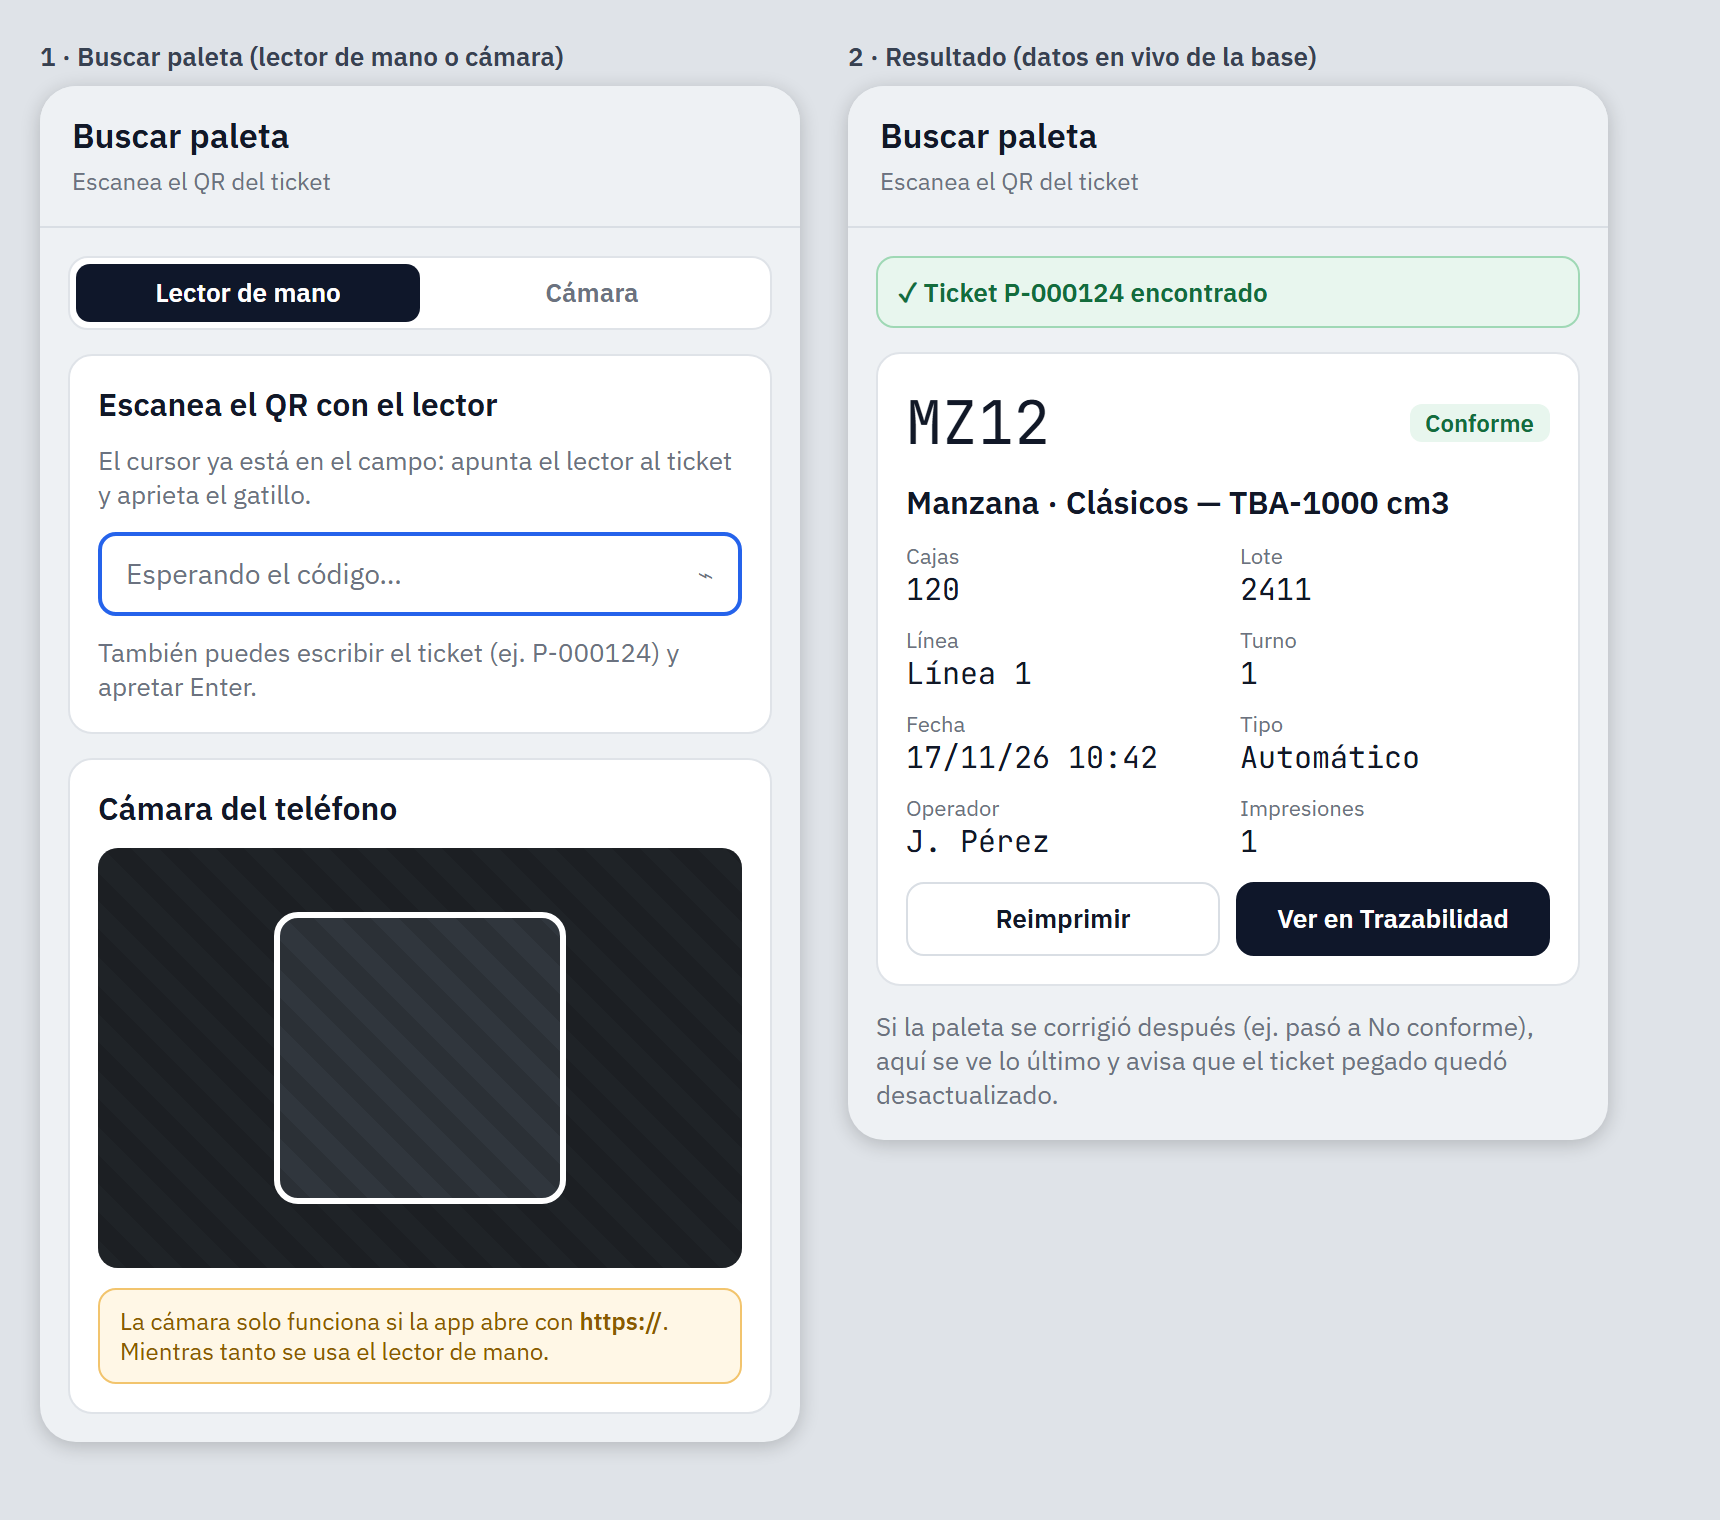 1 · Buscar paleta (lector de mano o cámara)
Buscar paleta
Escanea el QR del ticket
Lector de mano
Cámara
Escanea el QR con el lector
El cursor ya está en el campo: apunta el lector al ticket
y aprieta el gatillo.
Esperando el código...
También puedes escribir el ticket (ej. P-000124) y
apretar Enter.
Cámara del teléfono
La cámara solo funciona si la app abre con https://.
Mientras tanto se usa el lector de mano.
2 · Resultado (datos en vivo de la base)
Buscar paleta
Escanea el QR del ticket
✓ Ticket P-000124 encontrado
MZ12
Conforme
Manzana · Clásicos — TBA-1000 cm3
Cajas
120
Lote
2411
Línea
Línea 1
Turno
1
Fecha
17/11/26 10:42
Tipo
Automático
Operador
J. Pérez
Impresiones
1
Reimprimir
Ver en Trazabilidad
Si la paleta se corrigió después (ej. pasó a No conforme),
aquí se ve lo último y avisa que el ticket pegado quedó
desactualizado.